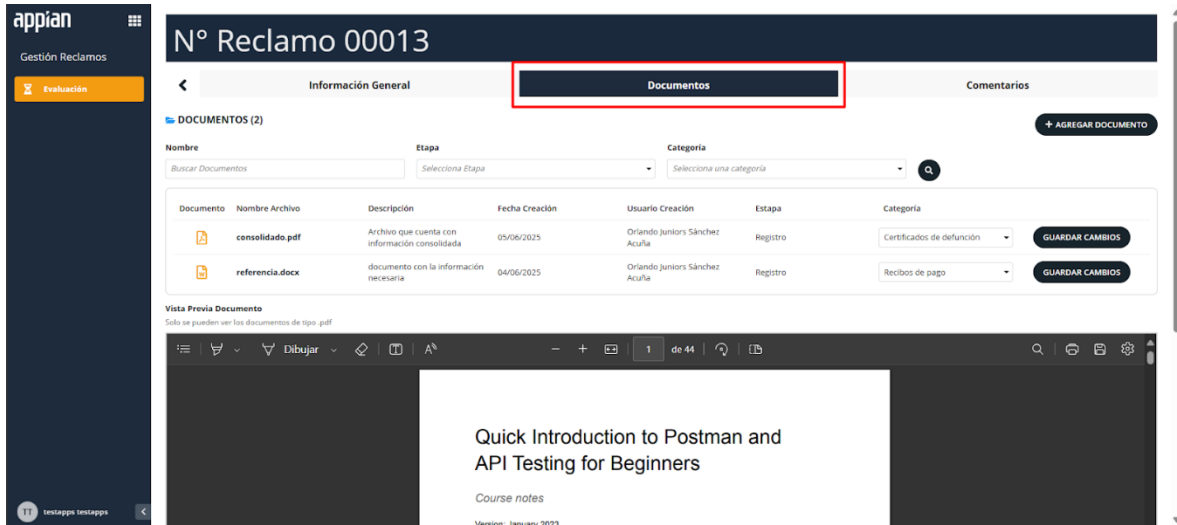 appian
Gestión Reclamos
Evaluación
N° Reclamo 00013
Información General
Documentos
Comentarios
DOCUMENTOS (2)
+ AGREGAR DOCUMENTO
Nombre Etapa Categoría
Buscar Documentos Selecciona Etapa Selecciona una categoría
Documento Nombre Archivo Descripción Fecha Creación Usuario Creación Estapa Categoría
consolidado.pdf Archivo que cuenta con información consolidada 05/06/2025 Orlando Juniors Sánchez Acuña Registro Certificados de defunción GUARDAR CAMBIOS
referencia.docx documento con la información necesaria 04/06/2025 Orlando Juniors Sánchez Acuña Registro Recibos de pago GUARDAR CAMBIOS
Vista Previa Documento
Solo se pueden ver los documentos de tipo .pdf
Dibujar 1 de 44
Quick Introduction to Postman and
API Testing for Beginners
Course notes
Version: January 2023
TT testapps testapps